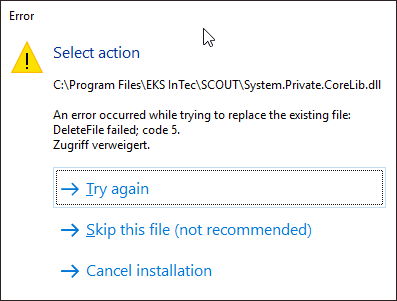 Error
Select action
C:\Program Files\EKS InTec\SCOUT\System.Private.CoreLib.dll
An error occurred while trying to replace the existing file:
DeleteFile failed; code 5.
Zugriff verweigert.
Try again
Skip this file (not recommended)
Cancel installation